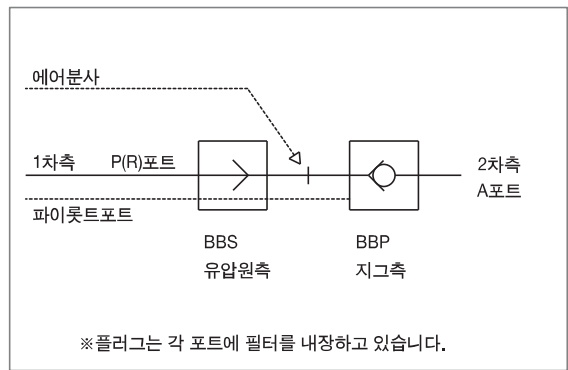 에어분사
1차측 P(R)포트
2차측
A포트
파이롯트포트
BBS
유압원측
BBP
지그측
※플러그는 각 포트에 필터를 내장하고 있습니다.